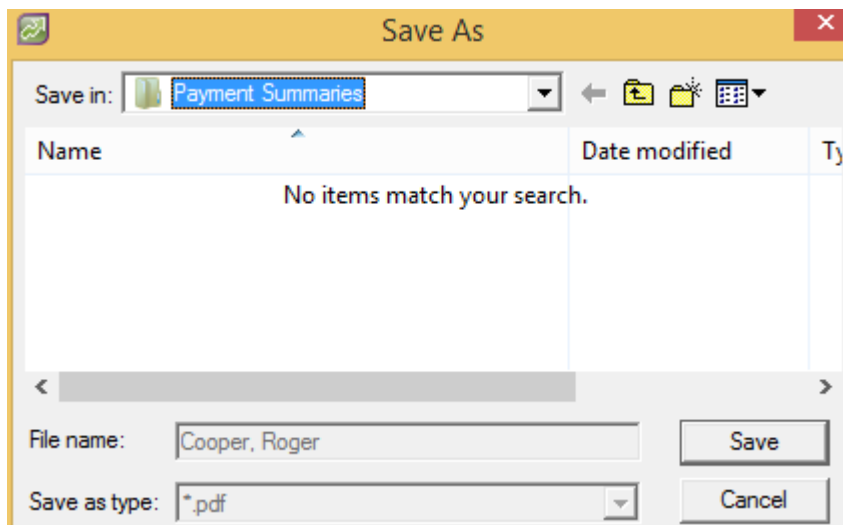 Save As
Save in: Payment Summaries
Name Date modified Ty
No items match your search.
File name: Cooper, Roger Save
Save as type: *.pdf Cancel